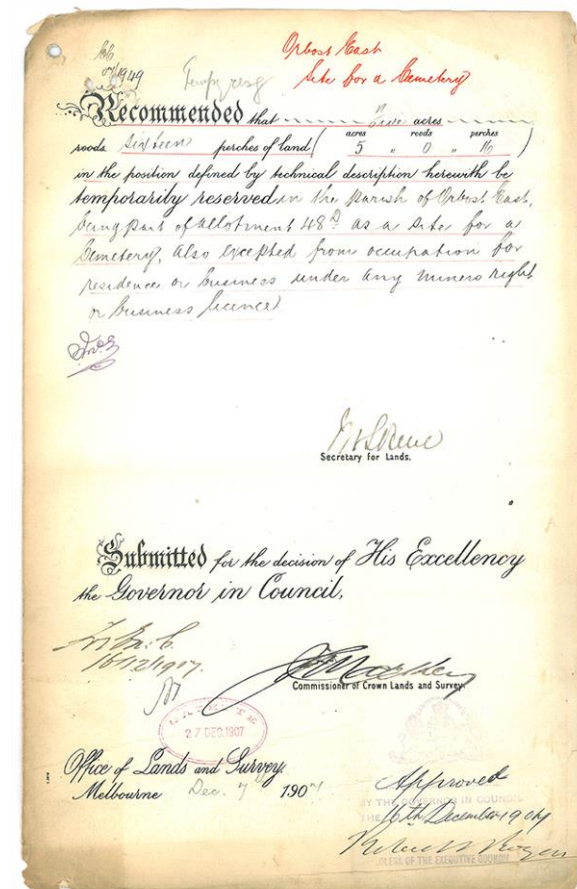 Orbost East
Site for a Cemetery
1949
Tempy resn
Recommended that five acres
roods sixteen perches of land ( acres roods perches
5 " 0 " 16 )
in the position defined by technical description herewith be
temporarily reserved in the Parish of Orbost East,
being part of allotment 48D as a site for a
Cemetery, also excepted from occupation for
residence or business under any miners right
or business licence
Secretary for Lands.
Submitted for the decision of His Excellency
the Governor in Council,
16/12/1907.
Commissioner of Crown Lands and Survey.
27 DEC.1907
Office of Lands and Survey.
Melbourne Dec. 7 1907
Approved
BY THE GOVERNOR IN COUNCIL
THE 16th December 1907
CLERK OF THE EXECUTIVE COUNCIL